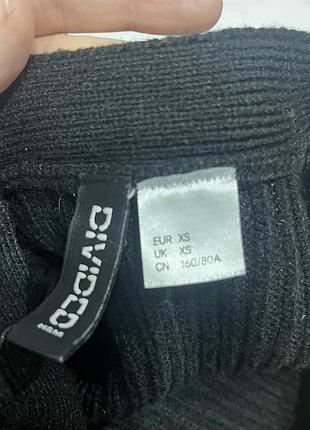 DIVIDED
H&M
EUR XS
UK XS
CN 160/80A